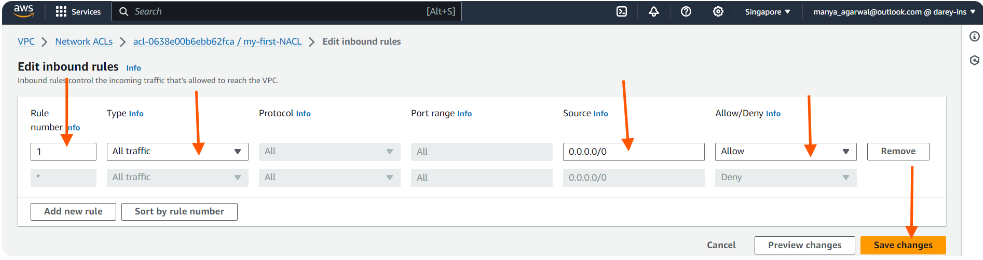 aws Services Search [Alt+S] Singapore manya_agarwal@outlook.com @ darey-ins
VPC > Network ACLs > acl-0638e00b6ebb62fca / my-first-NACL > Edit inbound rules
Edit inbound rules Info
Inbound rules control the incoming traffic that's allowed to reach the VPC.
Rule number Info Type Info Protocol Info Port range Info Source Info Allow/Deny Info
1 All traffic All All 0.0.0.0/0 Allow Remove
* All traffic All All 0.0.0.0/0 Deny
Add new rule Sort by rule number
Cancel Preview changes Save changes